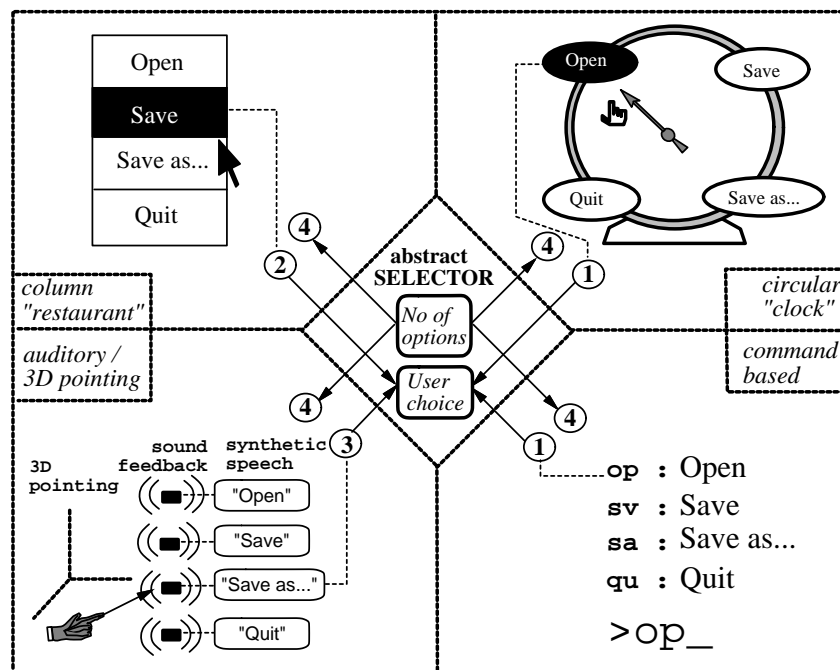 Open
Save
Save as...
Quit
Open
Save
Quit
Save as...
4
2
abstract
SELECTOR
4
1
column
"restaurant"
No of
options
circular
"clock"
auditory /
3D pointing
User
choice
command
based
4
3
4
1
sound
feedback
synthetic
speech
3D
pointing
"Open"
"Save"
"Save as..."
"Quit"
op : Open
sv : Save
sa : Save as...
qu : Quit
>op_